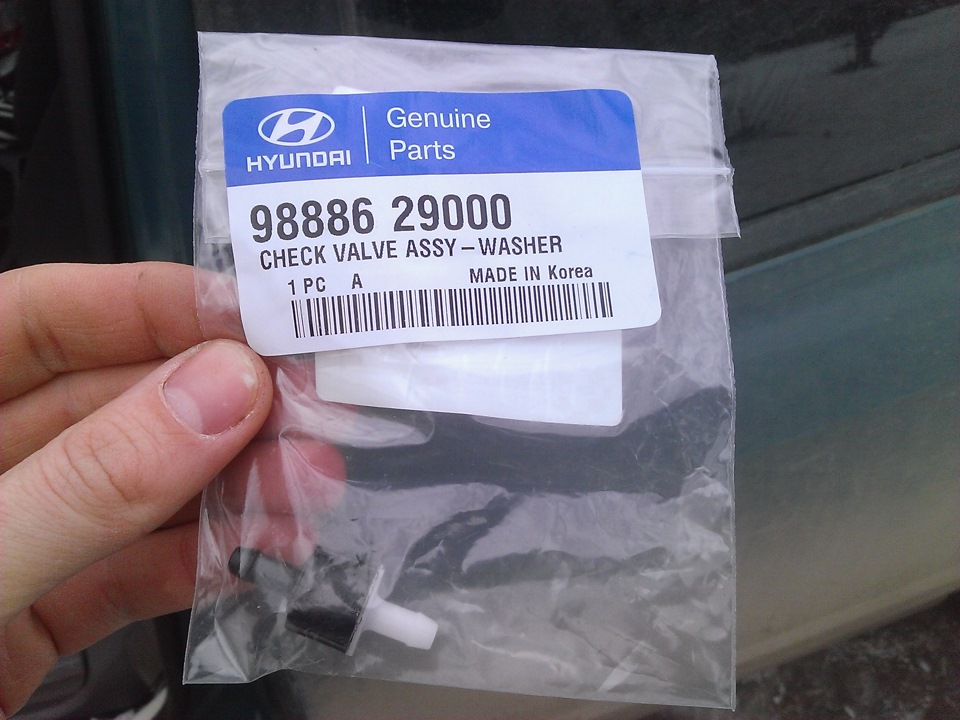 HYUNDAI
Genuine
Parts
98886 29000
CHECK VALVE ASSY-WASHER
1 PC A MADE IN Korea